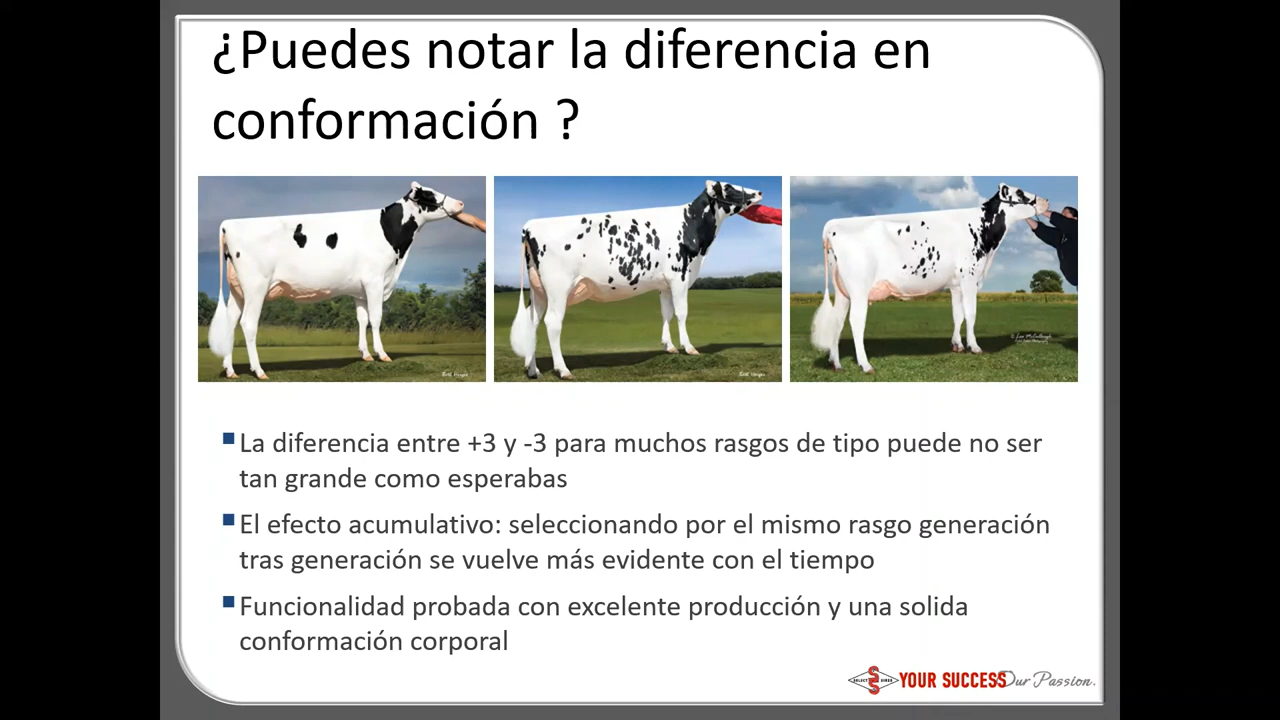 ¿Puedes notar la diferencia en
conformación ?
La diferencia entre +3 y -3 para muchos rasgos de tipo puede no ser
tan grande como esperabas
El efecto acumulativo: seleccionando por el mismo rasgo generación
tras generación se vuelve más evidente con el tiempo
Funcionalidad probada con excelente producción y una solida
conformación corporal
SELECT SIRES YOUR SUCCESS Our Passion.